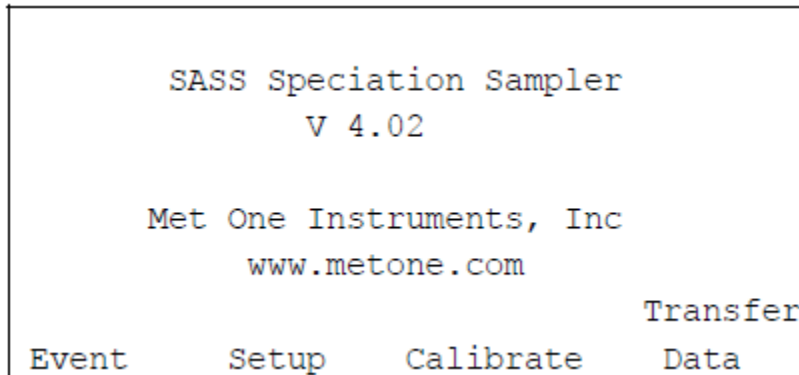 SASS Speciation Sampler
V 4.02
Met One Instruments, Inc
www.metone.com
Transfer
Event Setup Calibrate Data